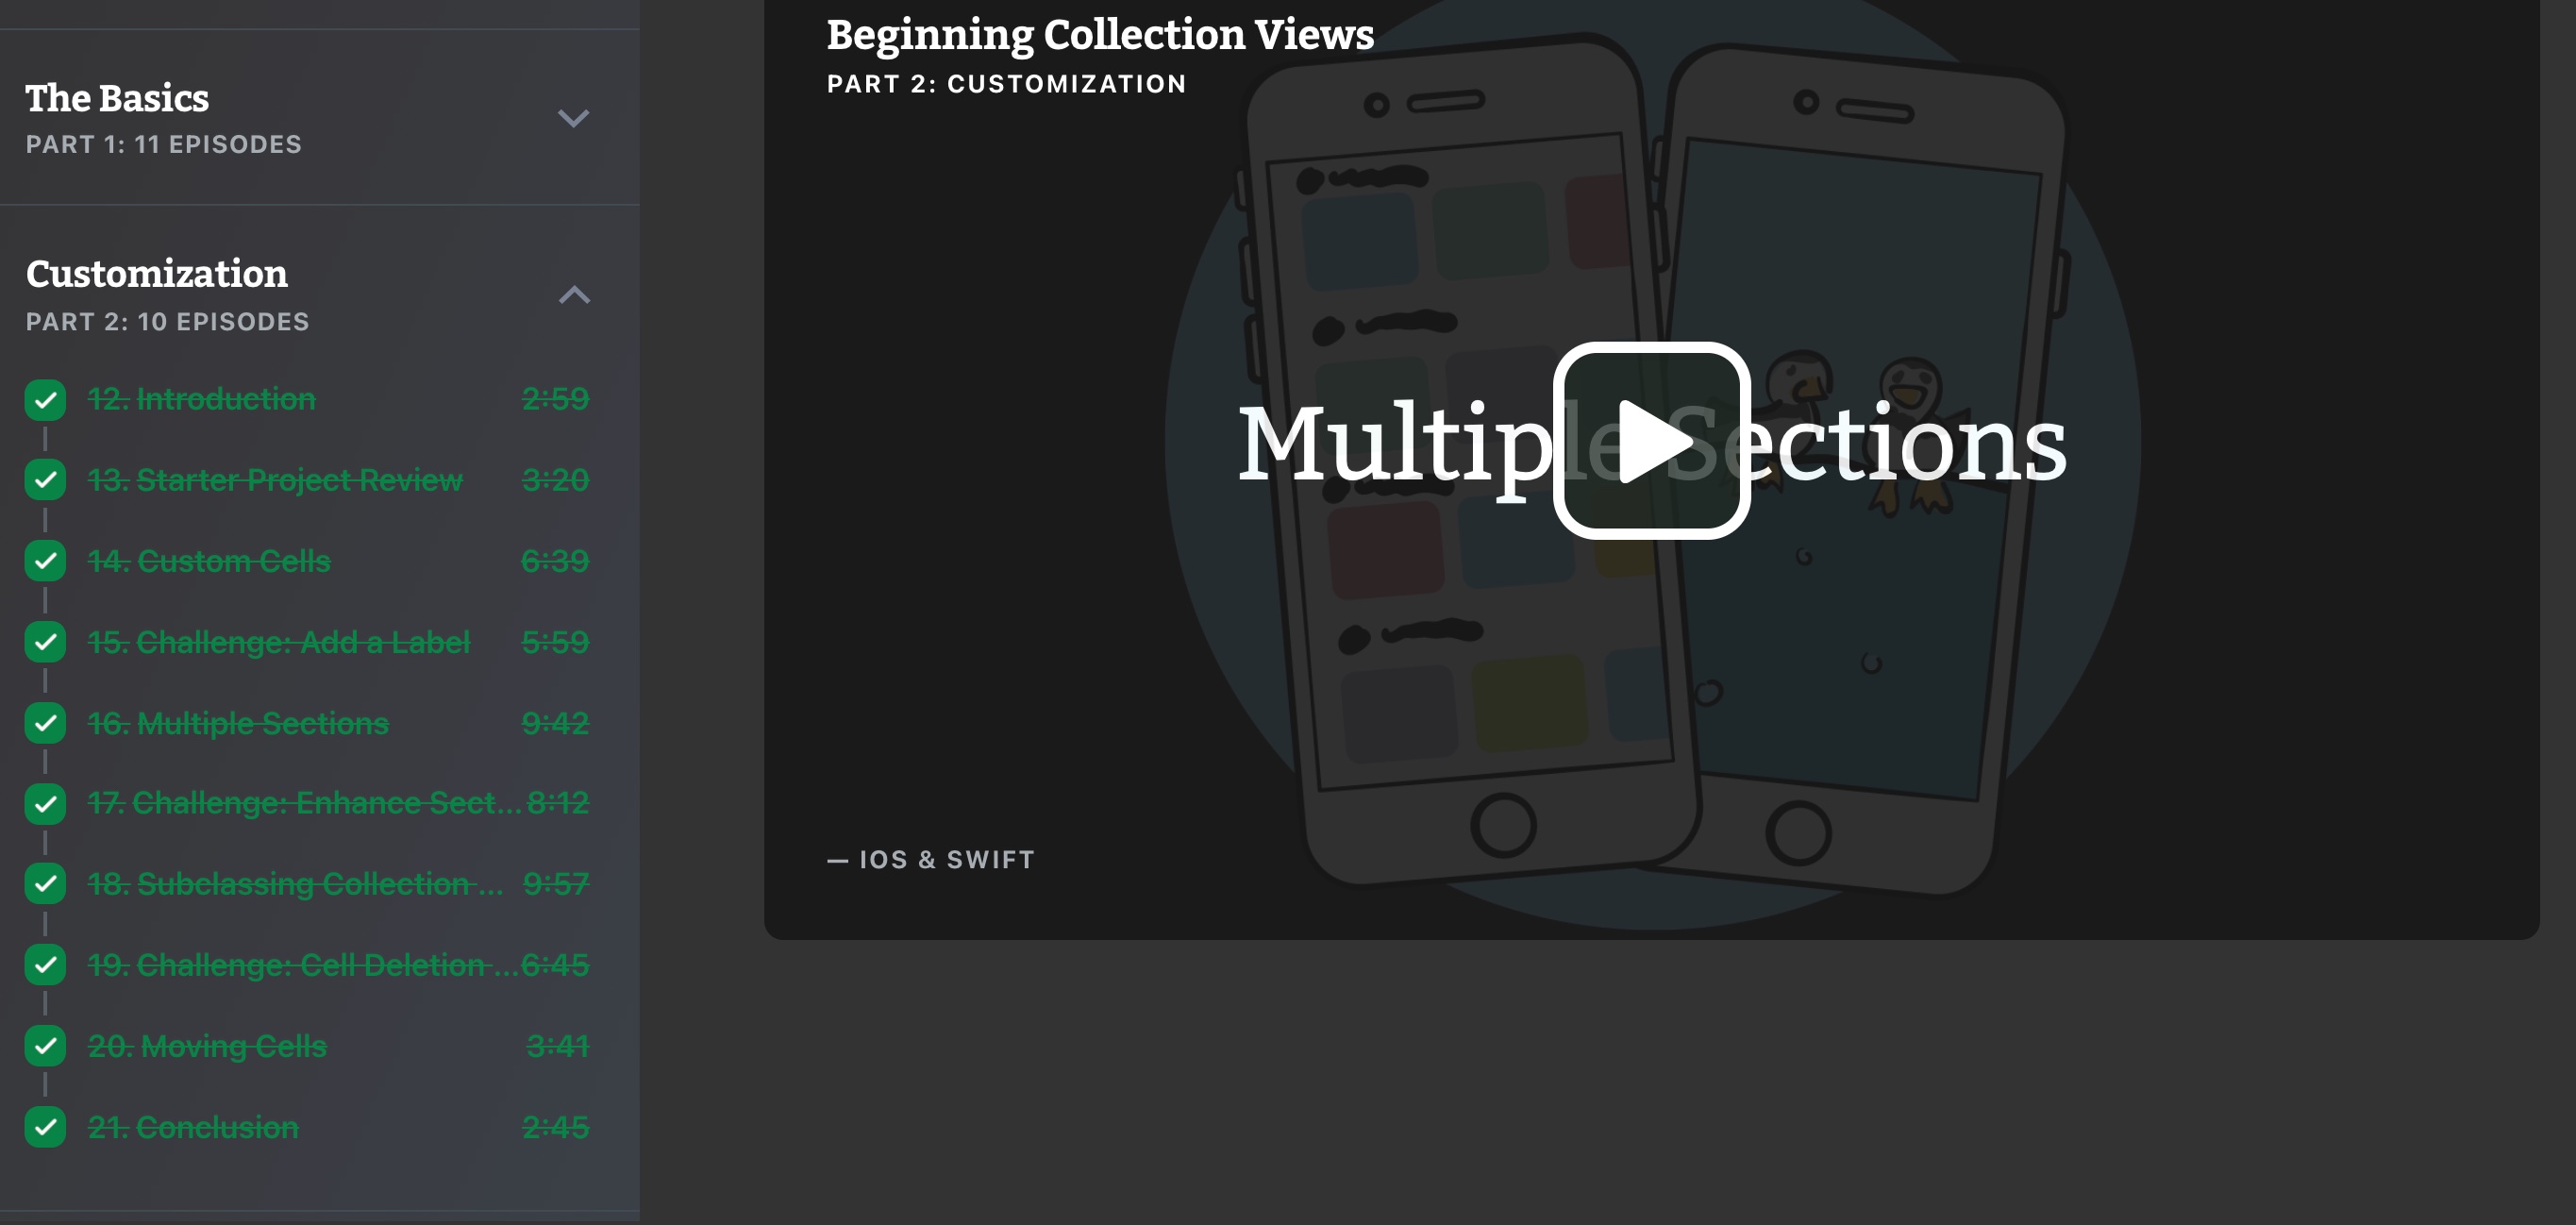 The Basics
PART 1: 11 EPISODES
Customization
PART 2: 10 EPISODES
12. Introduction 2:59
13. Starter Project Review 3:20
14. Custom Cells 6:39
15. Challenge: Add a Label 5:59
16. Multiple Sections 9:42
17. Challenge: Enhance Sect... 8:12
18. Subclassing Collection ... 9:57
19. Challenge: Cell Deletion ... 6:45
20. Moving Cells 3:41
21. Conclusion 2:45
Beginning Collection Views
PART 2: CUSTOMIZATION
Multiple Sections
— IOS & SWIFT